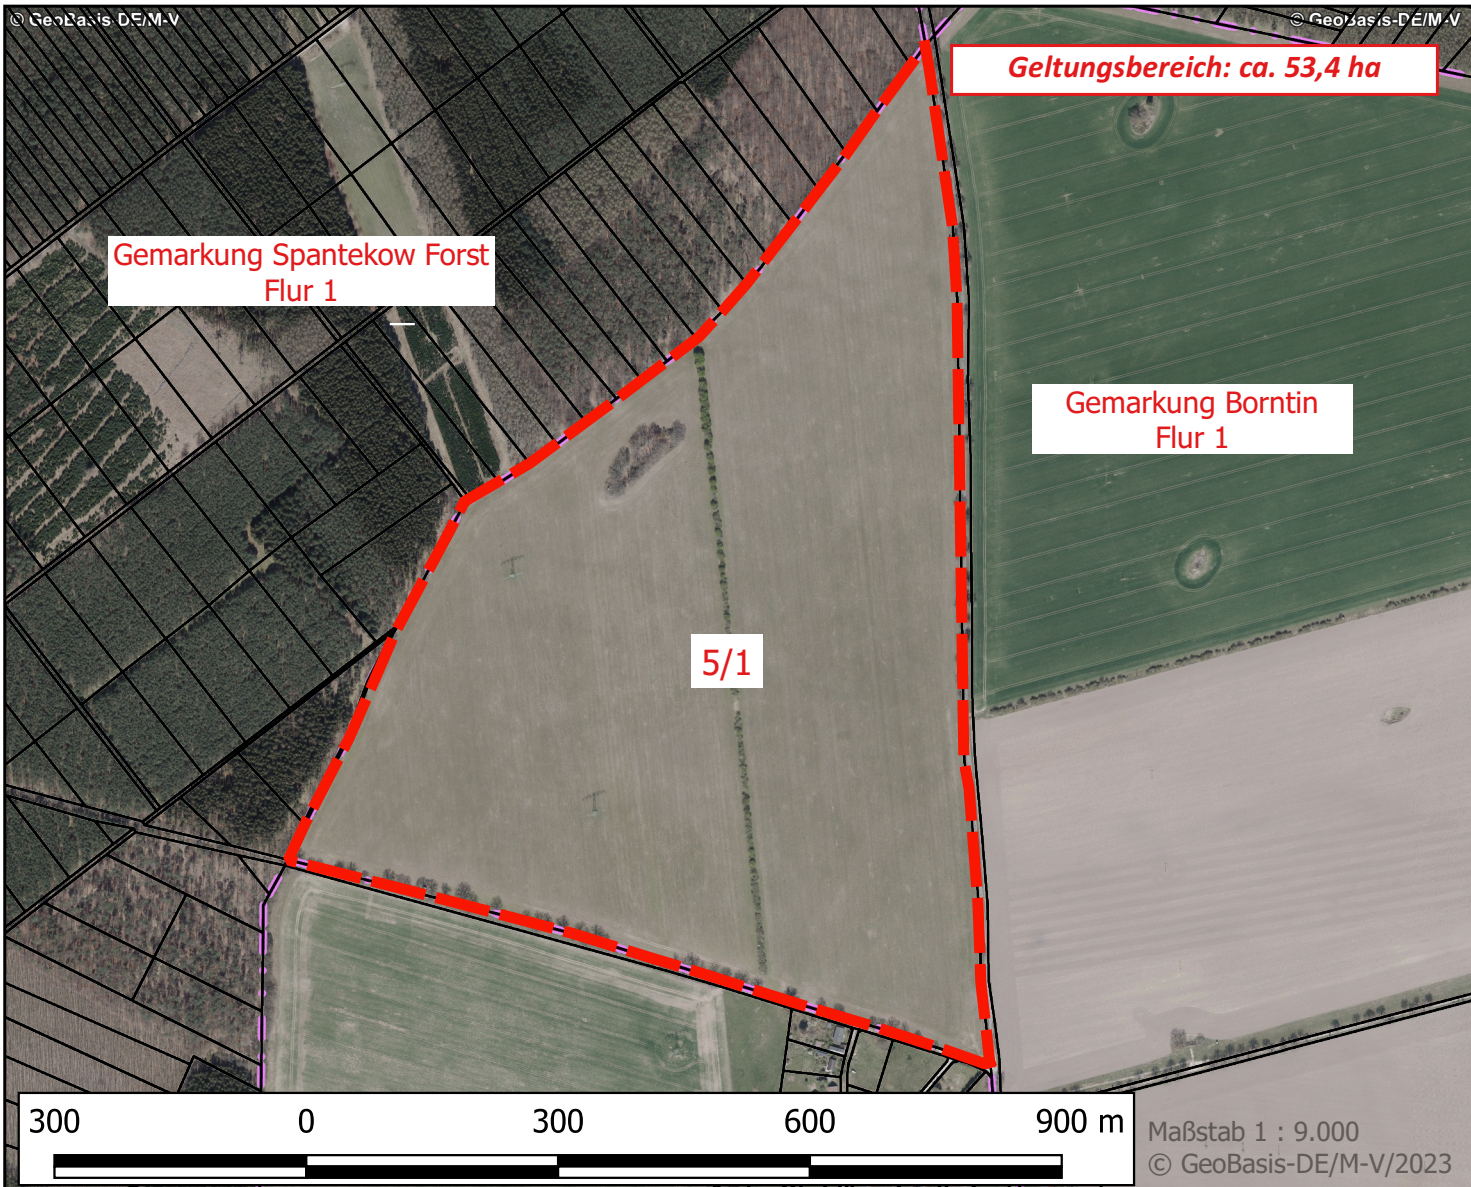 © GeoBasis-DE/M-V
© GeoBasis-DE/M-V
Geltungsbereich: ca. 53,4 ha
Gemarkung Spantekow Forst
Flur 1
Gemarkung Borntin
Flur 1
5/1
300 0 300 600 900 m
Maßstab 1 : 9.000
© GeoBasis-DE/M-V/2023